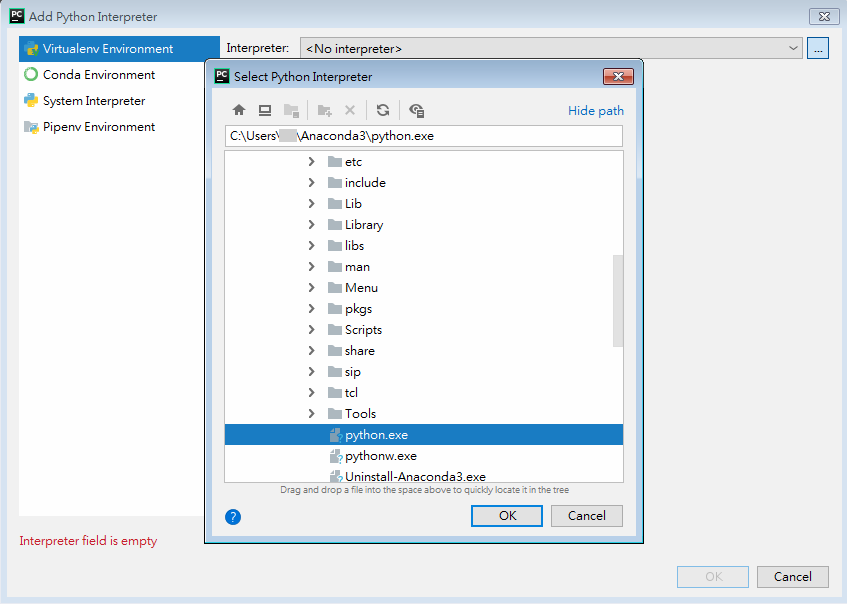 PC Add Python Interpreter
Virtualenv Environment
Interpreter: <No interpreter>
...
Conda Environment
System Interpreter
Pipenv Environment
PC Select Python Interpreter
Hide path
C:\Users\ \Anaconda3\python.exe
etc
include
Lib
Library
libs
man
Menu
pkgs
Scripts
share
sip
tcl
Tools
python.exe
pythonw.exe
Uninstall-Anaconda3.exe
Drag and drop a file into the space above to quickly locate it in the tree
?
OK
Cancel
Interpreter field is empty
OK
Cancel